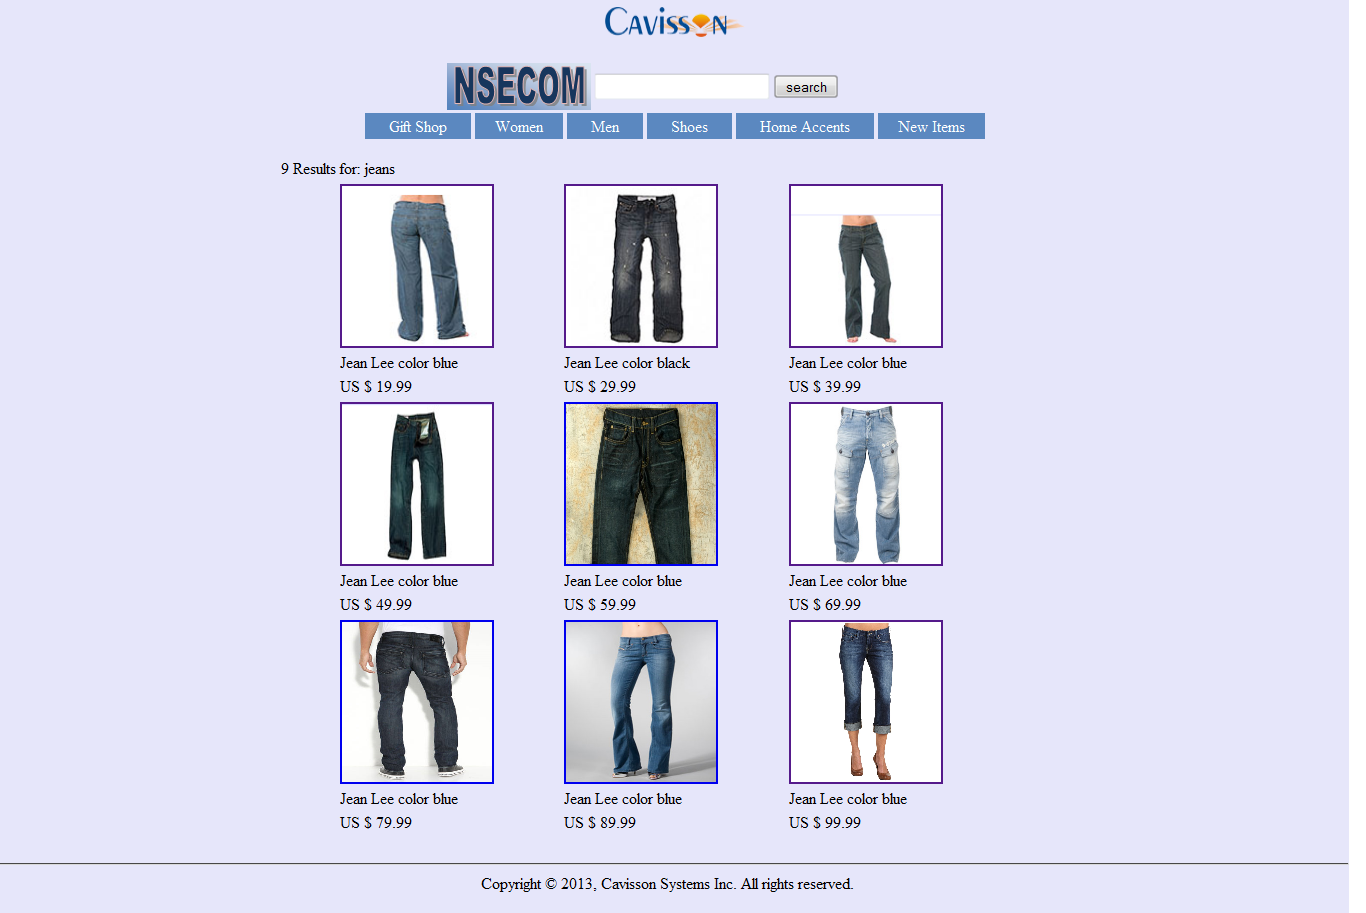 Cavisson
NSECOM search
Gift Shop Women Men Shoes Home Accents New Items
9 Results for: jeans
Jean Lee color blue Jean Lee color black Jean Lee color blue
US $ 19.99 US $ 29.99 US $ 39.99
Jean Lee color blue Jean Lee color blue Jean Lee color blue
US $ 49.99 US $ 59.99 US $ 69.99
Jean Lee color blue Jean Lee color blue Jean Lee color blue
US $ 79.99 US $ 89.99 US $ 99.99
Copyright © 2013, Cavisson Systems Inc. All rights reserved.